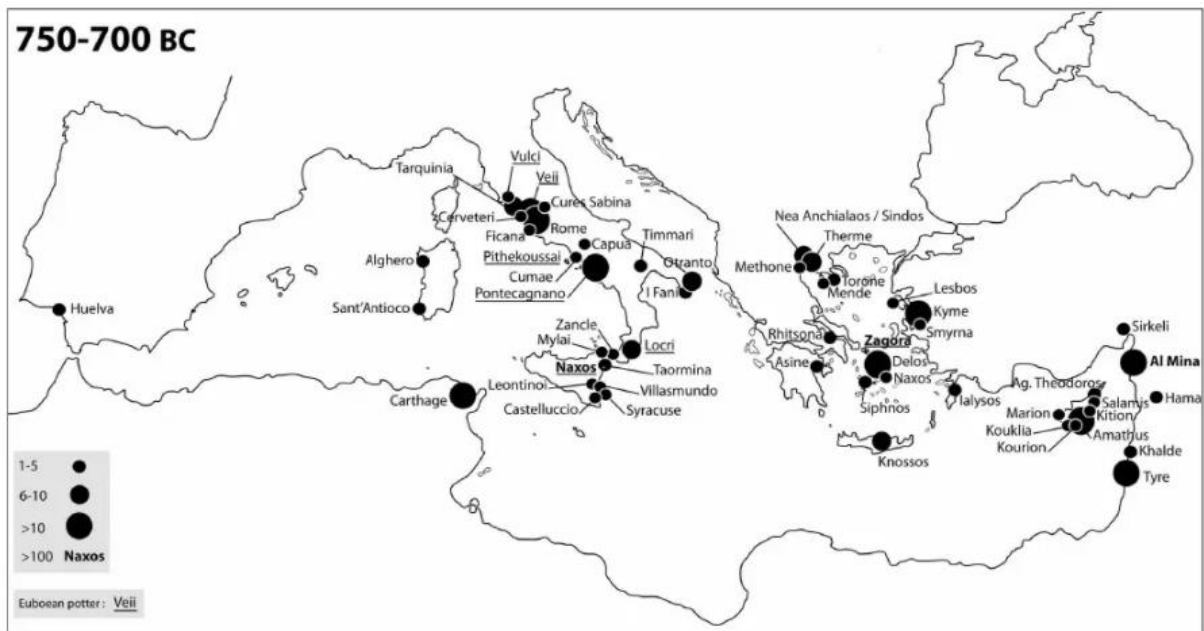 750-700 BC
Vulci
Tarquinia
Veii
Cures Sabina
Cerveteri
Rome
Ficana
Nea Anchialaos / Sindos
Therme
Timmari
Capua
Pithekoussai
Alghero
Otranto
Methone
Torone
Cumae
Mende
Lesbos
Pontecagnano
I Fani
Huelva
Sant'Antioco
Kyme
Zancle
Smyrna
Sirkeli
Mylai
Locri
Rhitsona
Zagora
Naxos
Taormina
Asine
Delos
Al Mina
Leontinoi
Villasmundo
Naxos
Ag. Theodoros
Carthage
Castelluccio
Syracuse
Siphnos
Ialysos
Salamis
Hama
Marion
Kition
Kouklia
Amathus
Kourion
Khalde
Knossos
Tyre
1-5
6-10
>10
>100 Naxos
Euboean potter : Veii